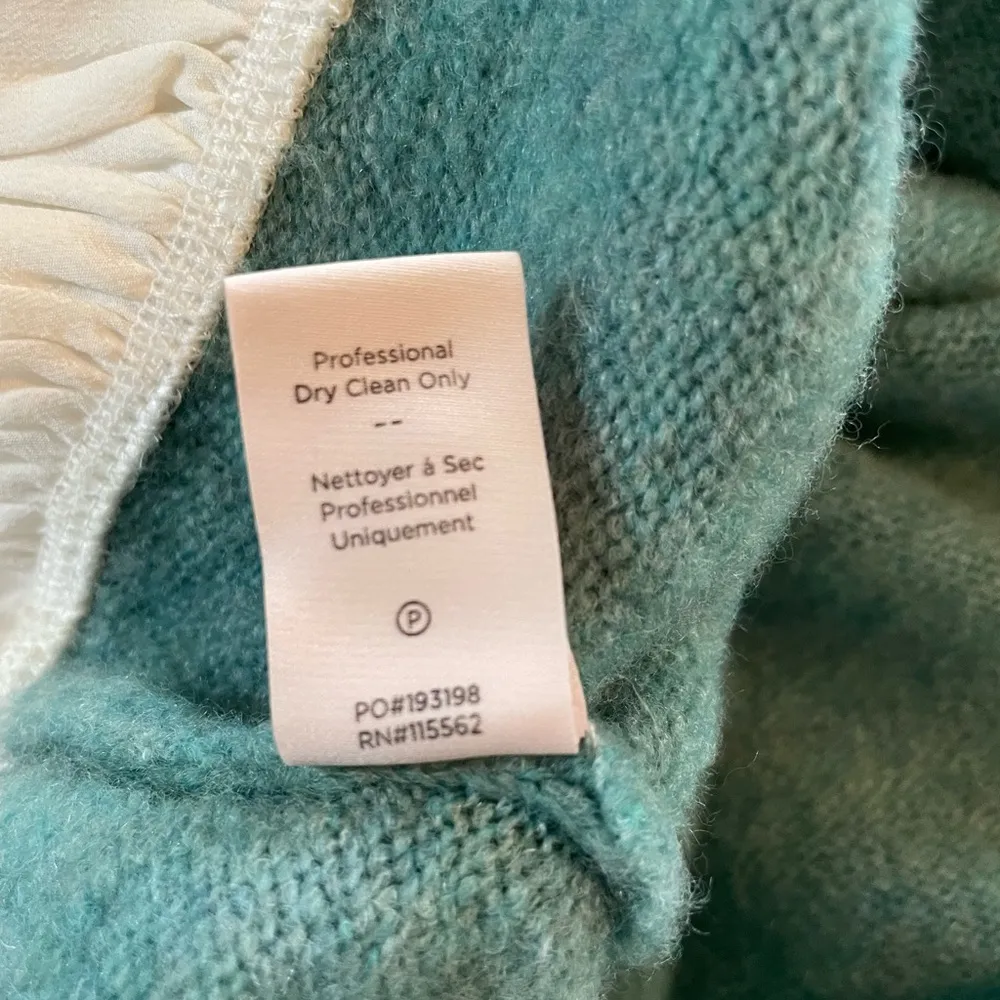 Professional
Dry Clean Only
--
Nettoyer á Sec
Professionnel
Uniquement
P
PO#193198
RN#115562